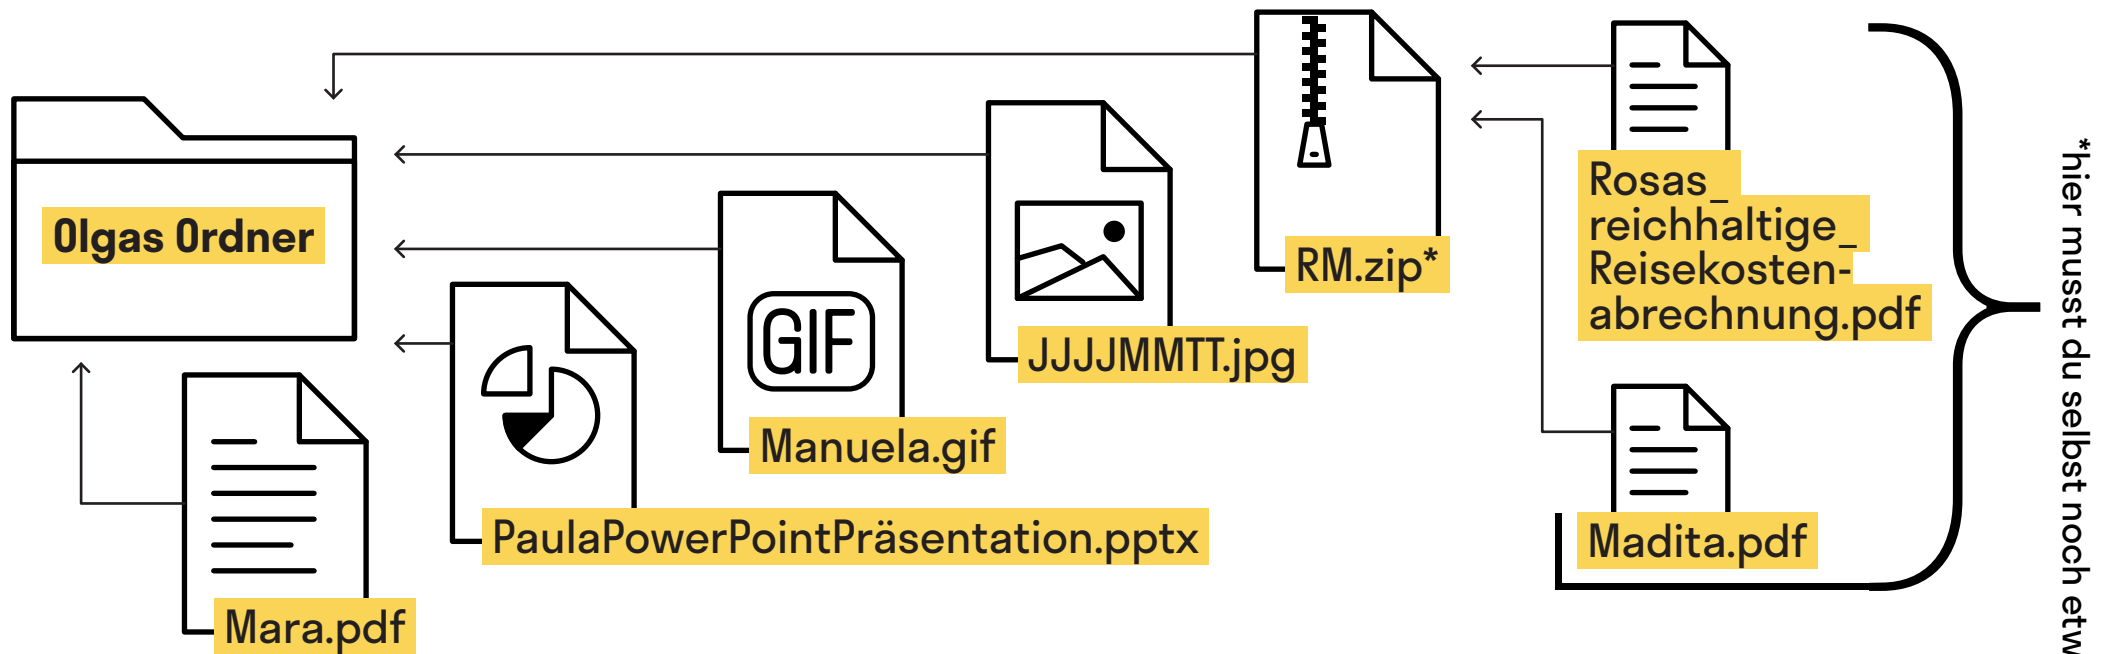 Olgas Ordner
Mara.pdf
PaulaPowerPointPräsentation.pptx
GIF
Manuela.gif
JJJJMMTT.jpg
RM.zip*
Rosas_
reichhaltige_
Reisekosten-
abrechnung.pdf
Madita.pdf
*hier musst du selbst noch